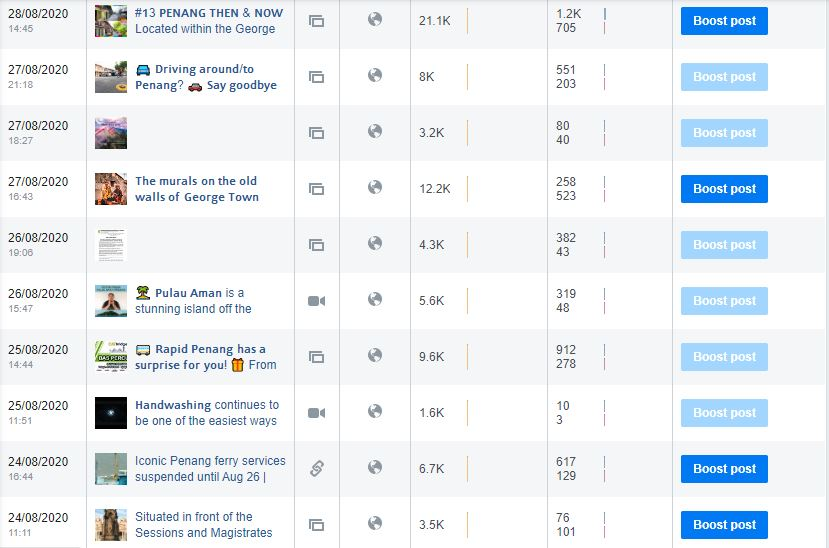 28/08/2020
14:45
#13 PENANG THEN & NOW
Located within the George
21.1K
1.2K
705
Boost post
27/08/2020
21:18
🚘 Driving around/to
Penang? 🚗 Say goodbye
8K
551
203
Boost post
27/08/2020
18:27
3.2K
80
40
Boost post
27/08/2020
16:43
The murals on the old
walls of George Town
12.2K
258
523
Boost post
26/08/2020
19:06
4.3K
382
43
Boost post
26/08/2020
15:47
🏝 Pulau Aman is a
stunning island off the
5.6K
319
48
Boost post
25/08/2020
14:44
🚍 Rapid Penang has a
surprise for you! 🎁 From
9.6K
912
278
Boost post
25/08/2020
11:51
Handwashing continues to
be one of the easiest ways
1.6K
10
3
Boost post
24/08/2020
16:44
Iconic Penang ferry services
suspended until Aug 26 |
6.7K
617
129
Boost post
24/08/2020
11:11
Situated in front of the
Sessions and Magistrates
3.5K
76
101
Boost post